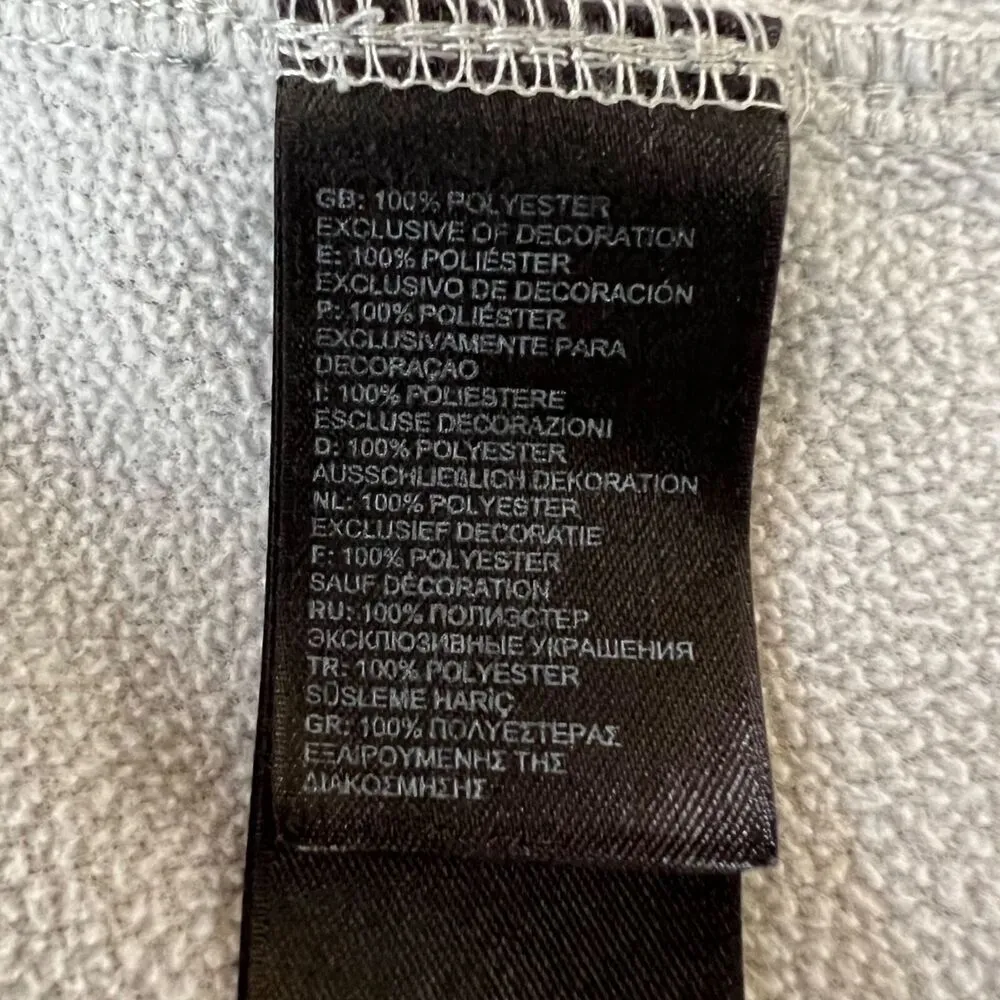 GB: 100% POLYESTER
EXCLUSIVE OF DECORATION
E: 100% POLIÉSTER
EXCLUSIVO DE DECORACIÓN
P: 100% POLIÉSTER
EXCLUSIVAMENTE PARA
DECORAÇAO
I: 100% POLIESTERE
ESCLUSE DECORAZIONI
D: 100% POLYESTER
AUSSCHLIEßLICH DEKORATION
NL: 100% POLYESTER
EXCLUSIEF DECORATIE
F: 100% POLYESTER
SAUF DÉCORATION
RU: 100% ПОЛИЭСТЕР
ЭКСКЛЮЗИВНЫЕ УКРАШЕНИЯ
TR: 100% POLYESTER
SÜSLEME HARİÇ
GR: 100% ΠΟΛΥΕΣΤΕΡΑΣ
ΕΞΑΙΡΟΥΜΕΝΗΣ ΤΗΣ
ΔΙΑΚΟΣΜΗΣΗΣ